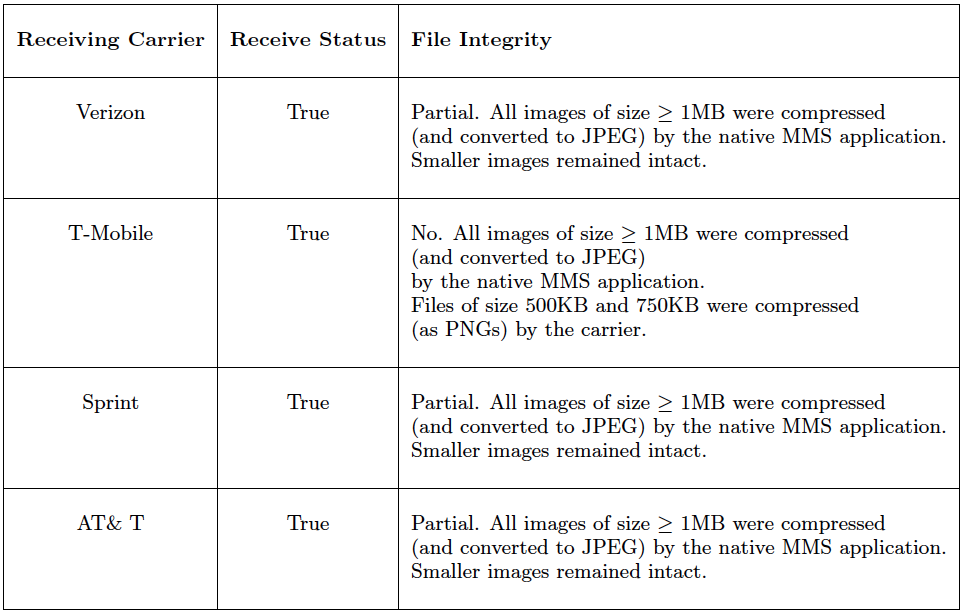 Receiving Carrier Receive Status File Integrity
Verizon True Partial. All images of size ≥ 1MB were compressed
(and converted to JPEG) by the native MMS application.
Smaller images remained intact.
T-Mobile True No. All images of size ≥ 1MB were compressed
(and converted to JPEG)
by the native MMS application.
Files of size 500KB and 750KB were compressed
(as PNGs) by the carrier.
Sprint True Partial. All images of size ≥ 1MB were compressed
(and converted to JPEG) by the native MMS application.
Smaller images remained intact.
AT& T True Partial. All images of size ≥ 1MB were compressed
(and converted to JPEG) by the native MMS application.
Smaller images remained intact.